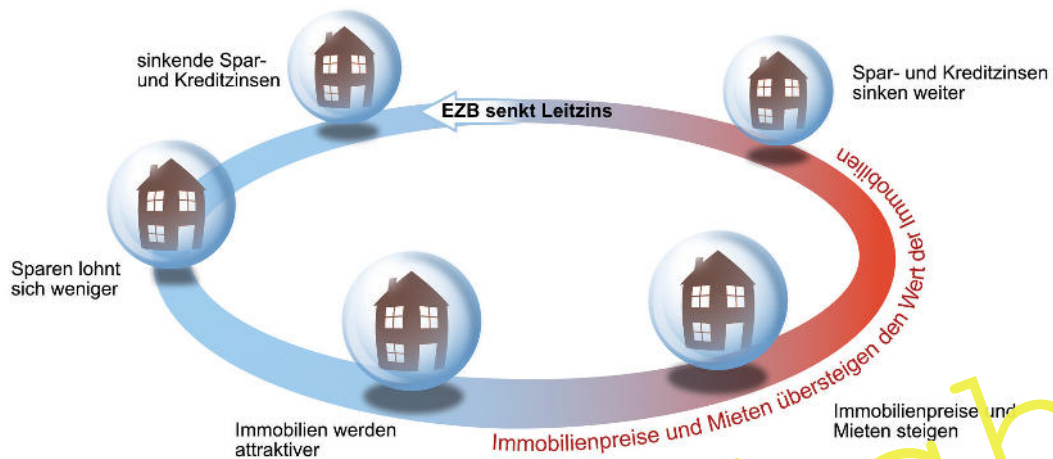 sinkende Spar-
und Kreditzinsen
EZB senkt Leitzins
Spar- und Kreditzinsen
sinken weiter
Sparen lohnt
sich weniger
Immobilien werden
attraktiver
Immobilienpreise und Mieten übersteigen den Wert der Immobilien
Immobilienpreise und
Mieten steigen